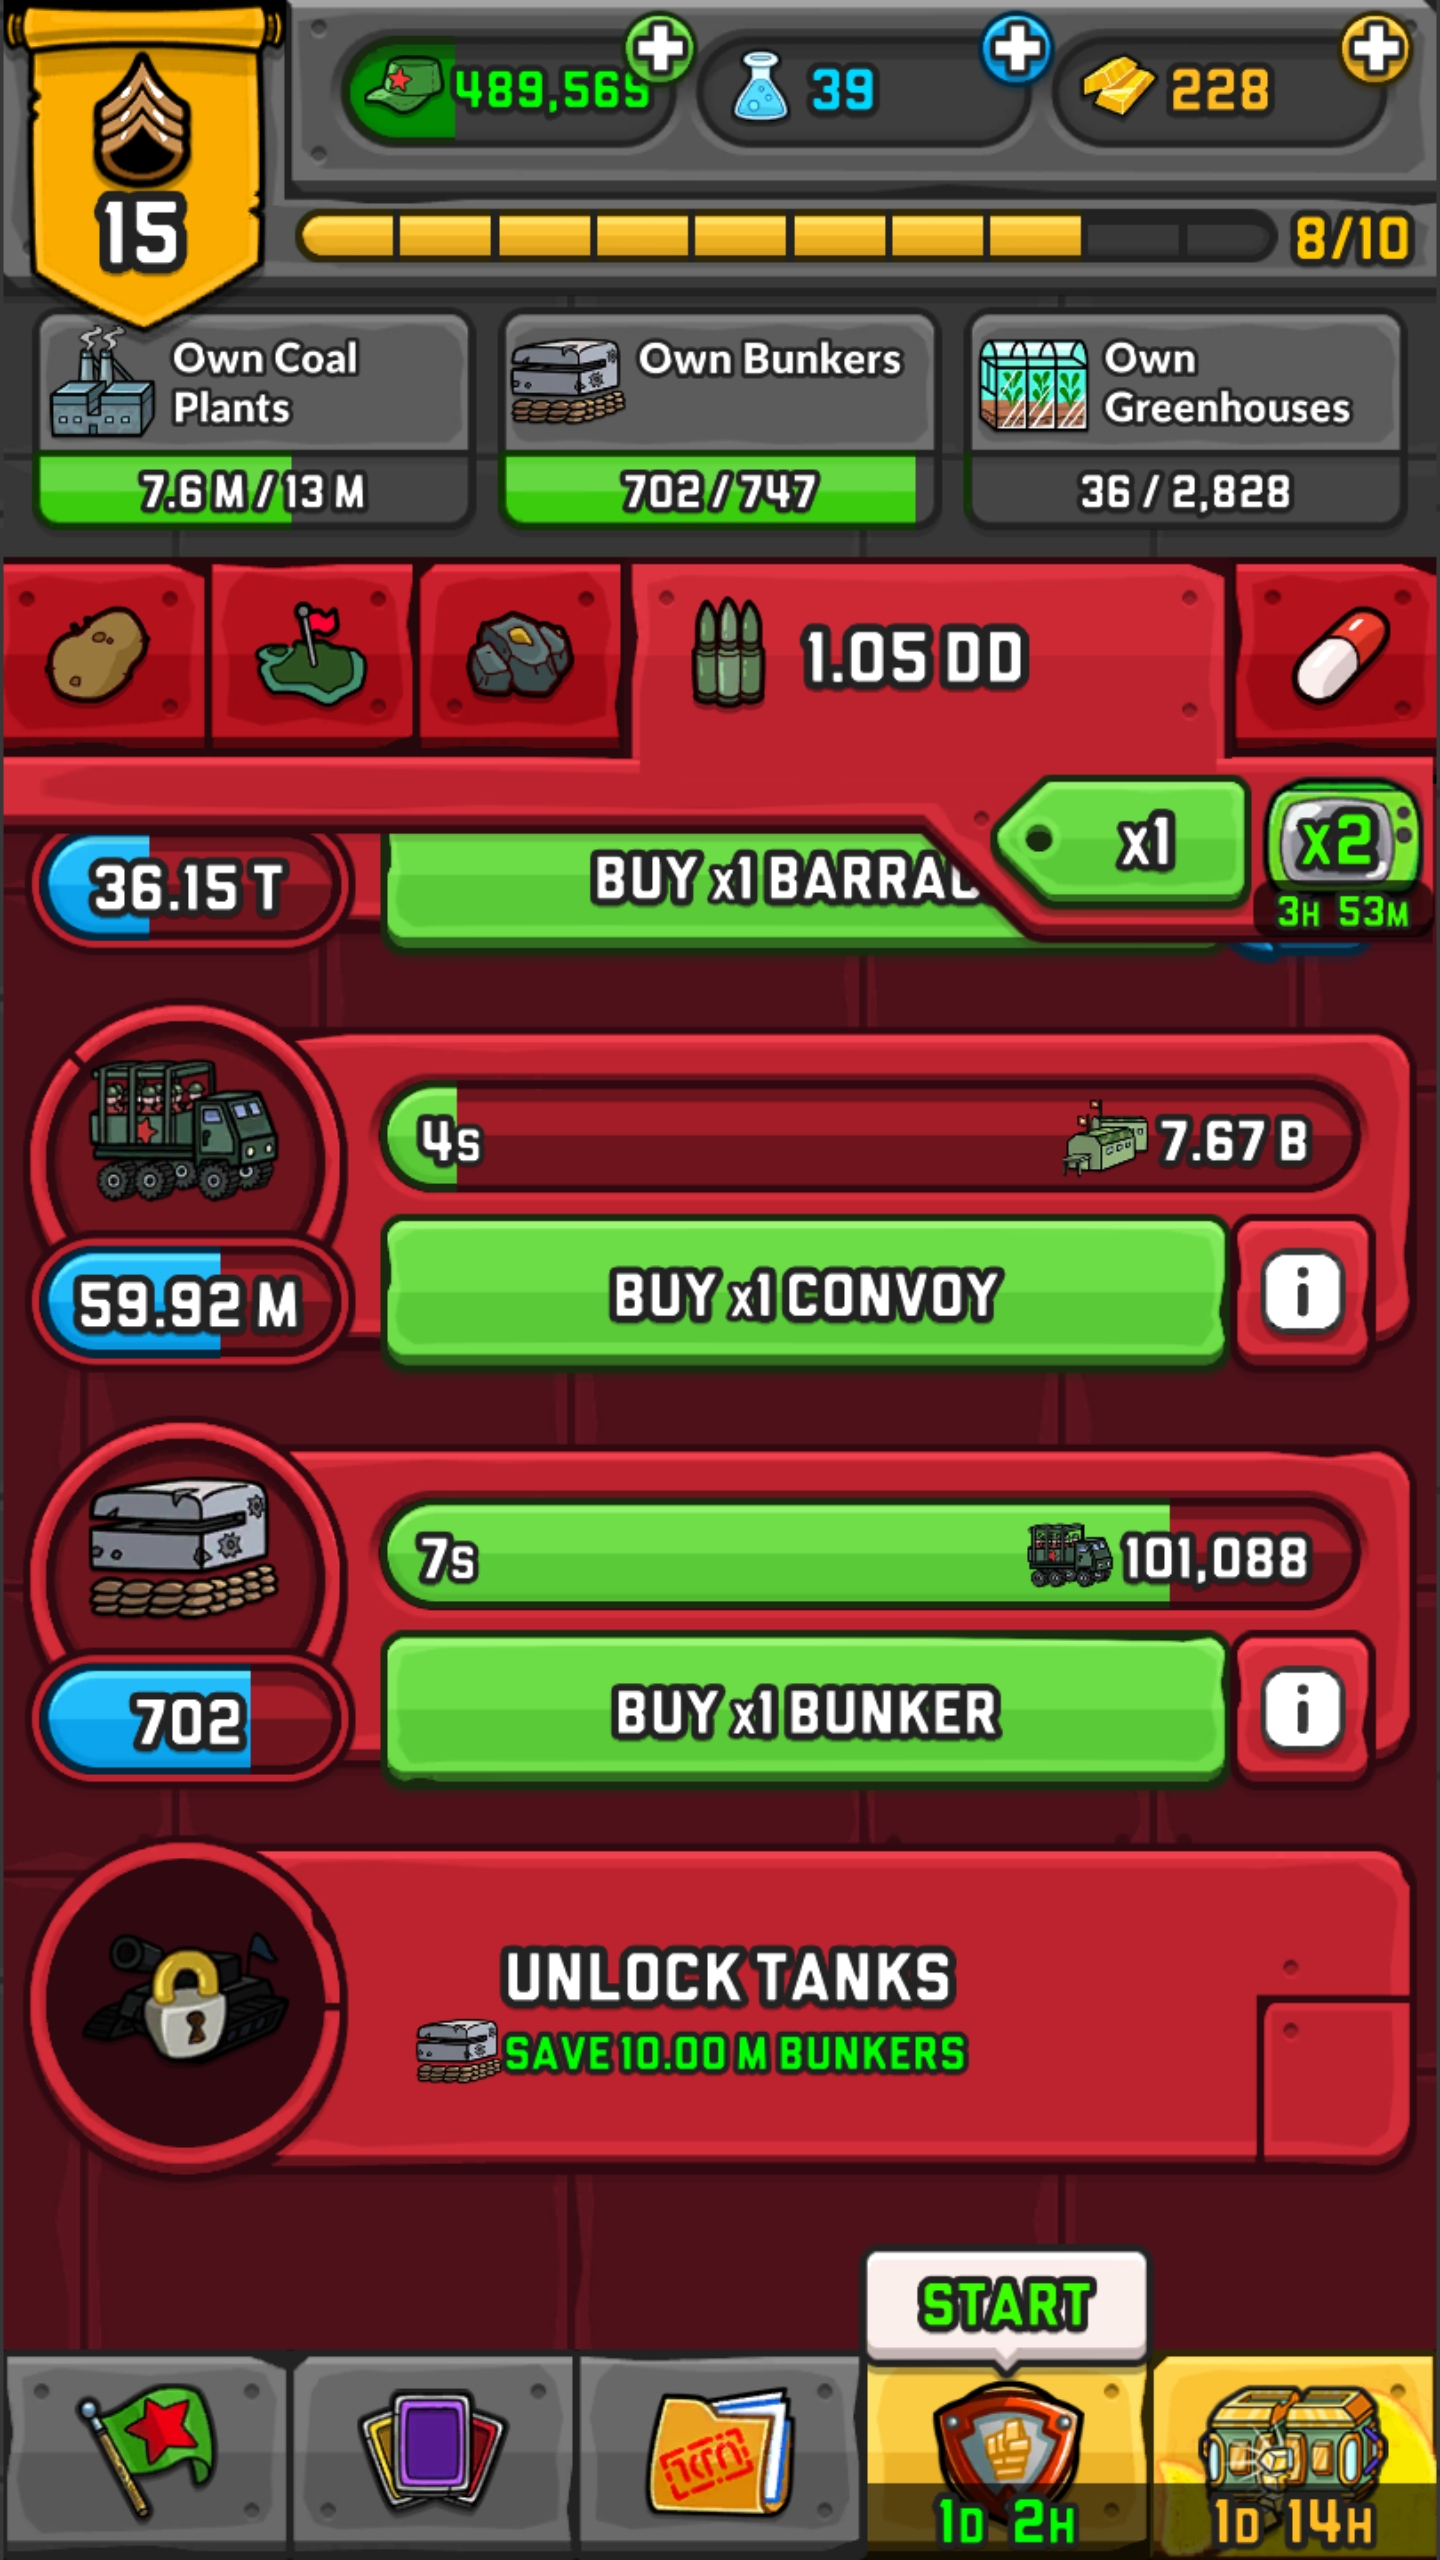 15
489,569
39
228
8/10
Own Coal
Plants
7.6 M / 13 M
Own Bunkers
702 / 747
Own
Greenhouses
36 / 2,828
1.05 DD
x1
x2
3H 53M
36.15 T
BUY x1
4s
7.67 B
59.92 M
BUY x1 CONVOY
i
7s
101,088
702
BUY x1 BUNKER
i
UNLOCK TANKS
SAVE 10.00 M BUNKERS
START
1D 2H
1D 14H